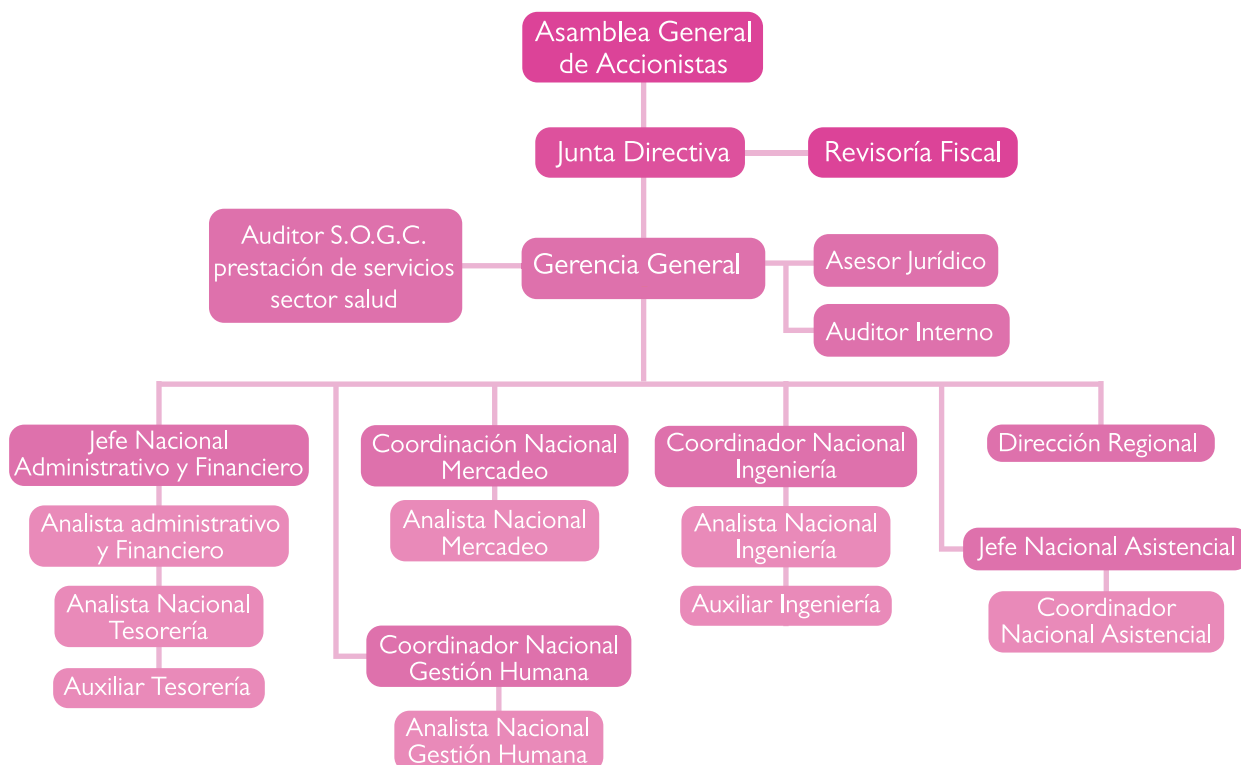 Asamblea General
de Accionistas
Junta Directiva
Revisoría Fiscal
Auditor S.O.G.C.
prestación de servicios
sector salud
Gerencia General
Asesor Jurídico
Auditor Interno
Jefe Nacional
Administrativo y Financiero
Analista administrativo
y Financiero
Analista Nacional
Tesorería
Auxiliar Tesorería
Coordinación Nacional
Mercadeo
Analista Nacional
Mercadeo
Coordinador Nacional
Gestión Humana
Analista Nacional
Gestión Humana
Coordinador Nacional
Ingeniería
Analista Nacional
Ingeniería
Auxiliar Ingeniería
Dirección Regional
Jefe Nacional Asistencial
Coordinador
Nacional Asistencial